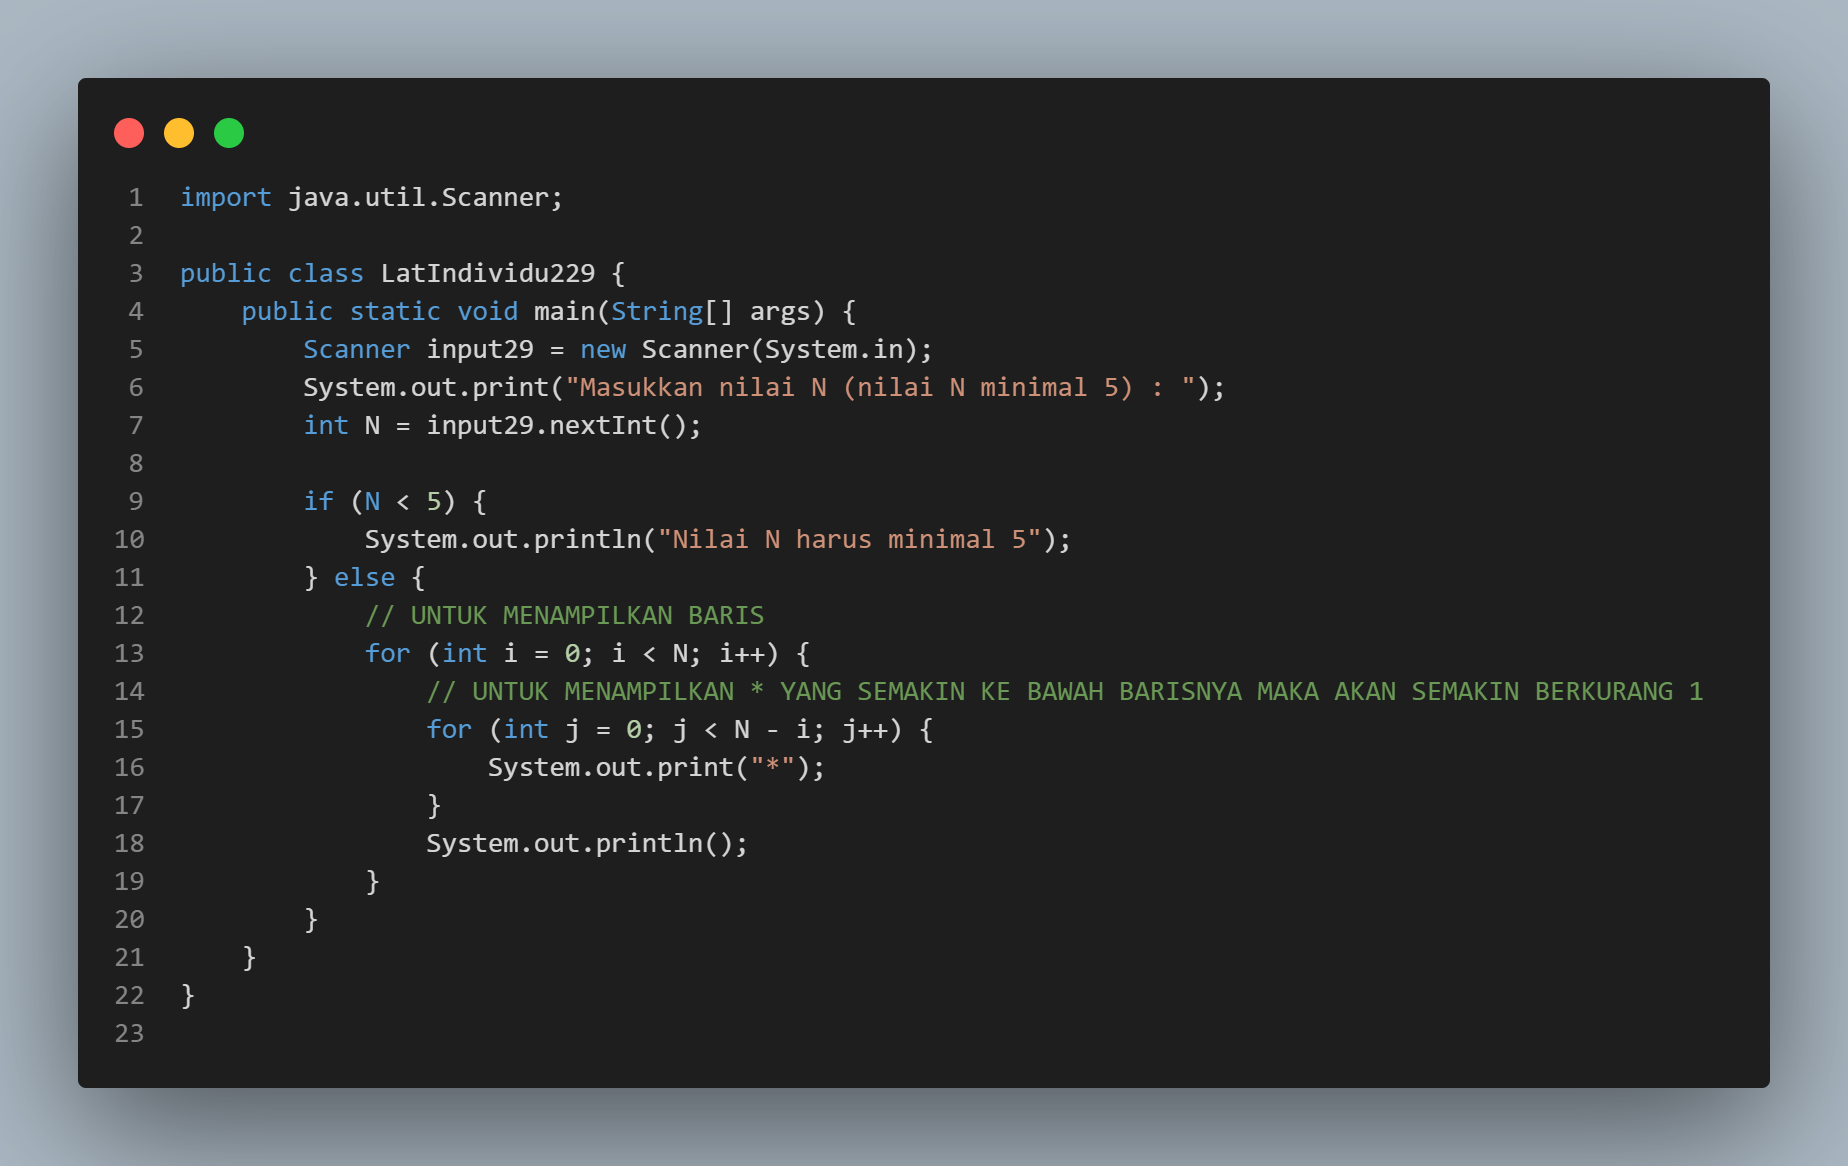 1 import java.util.Scanner;
2
3 public class LatIndividu229 {
4     public static void main(String[] args) {
5         Scanner input29 = new Scanner(System.in);
6         System.out.print("Masukkan nilai N (nilai N minimal 5) : ");
7         int N = input29.nextInt();
8
9         if (N < 5) {
10             System.out.println("Nilai N harus minimal 5");
11         } else {
12             // UNTUK MENAMPILKAN BARIS
13             for (int i = 0; i < N; i++) {
14                 // UNTUK MENAMPILKAN * YANG SEMAKIN KE BAWAH BARISNYA MAKA AKAN SEMAKIN BERKURANG 1
15                 for (int j = 0; j < N - i; j++) {
16                     System.out.print("*");
17                 }
18                 System.out.println();
19             }
20         }
21     }
22 }
23